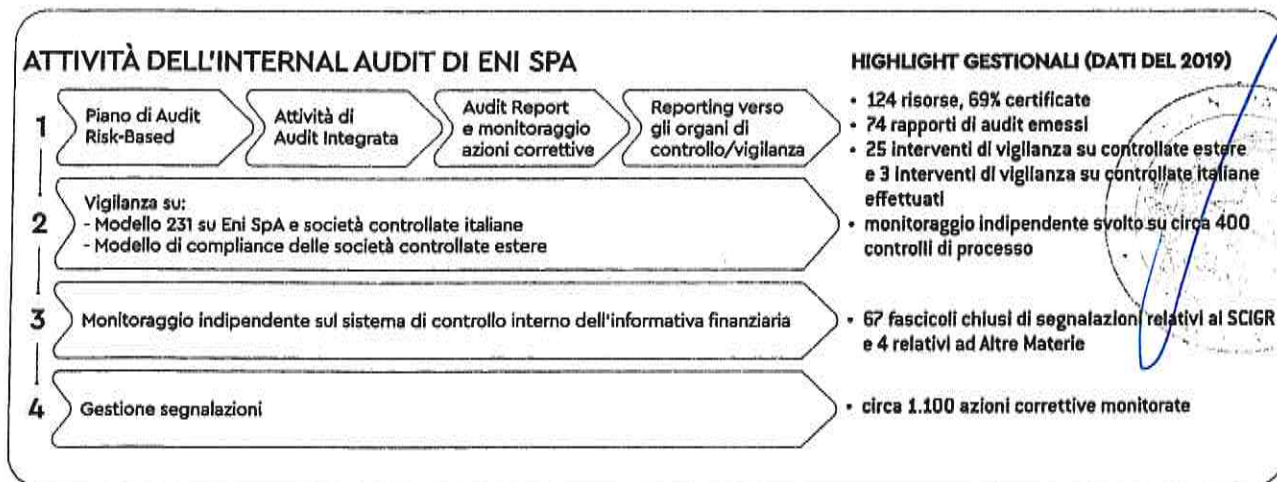 ATTIVITÀ DELL'INTERNAL AUDIT DI ENI SPA
1
Piano di Audit
Risk-Based
Attività di
Audit Integrata
Audit Report
e monitoraggio
azioni correttive
Reporting verso
gli organi di
controllo/vigilanza
2
Vigilanza su:
- Modello 231 su Eni SpA e società controllate italiane
- Modello di compliance delle società controllate estere
3
Monitoraggio indipendente sul sistema di controllo interno dell'informativa finanziaria
4
Gestione segnalazioni
HIGHLIGHT GESTIONALI (DATI DEL 2019)
• 124 risorse, 69% certificate
• 74 rapporti di audit emessi
• 25 interventi di vigilanza su controllate estere
e 3 interventi di vigilanza su controllate italiane
effettuati
• monitoraggio indipendente svolto su circa 400
controlli di processo
• 67 fascicoli chiusi di segnalazioni relativi al SCIGR
e 4 relativi ad Altre Materie
• circa 1.100 azioni correttive monitorate